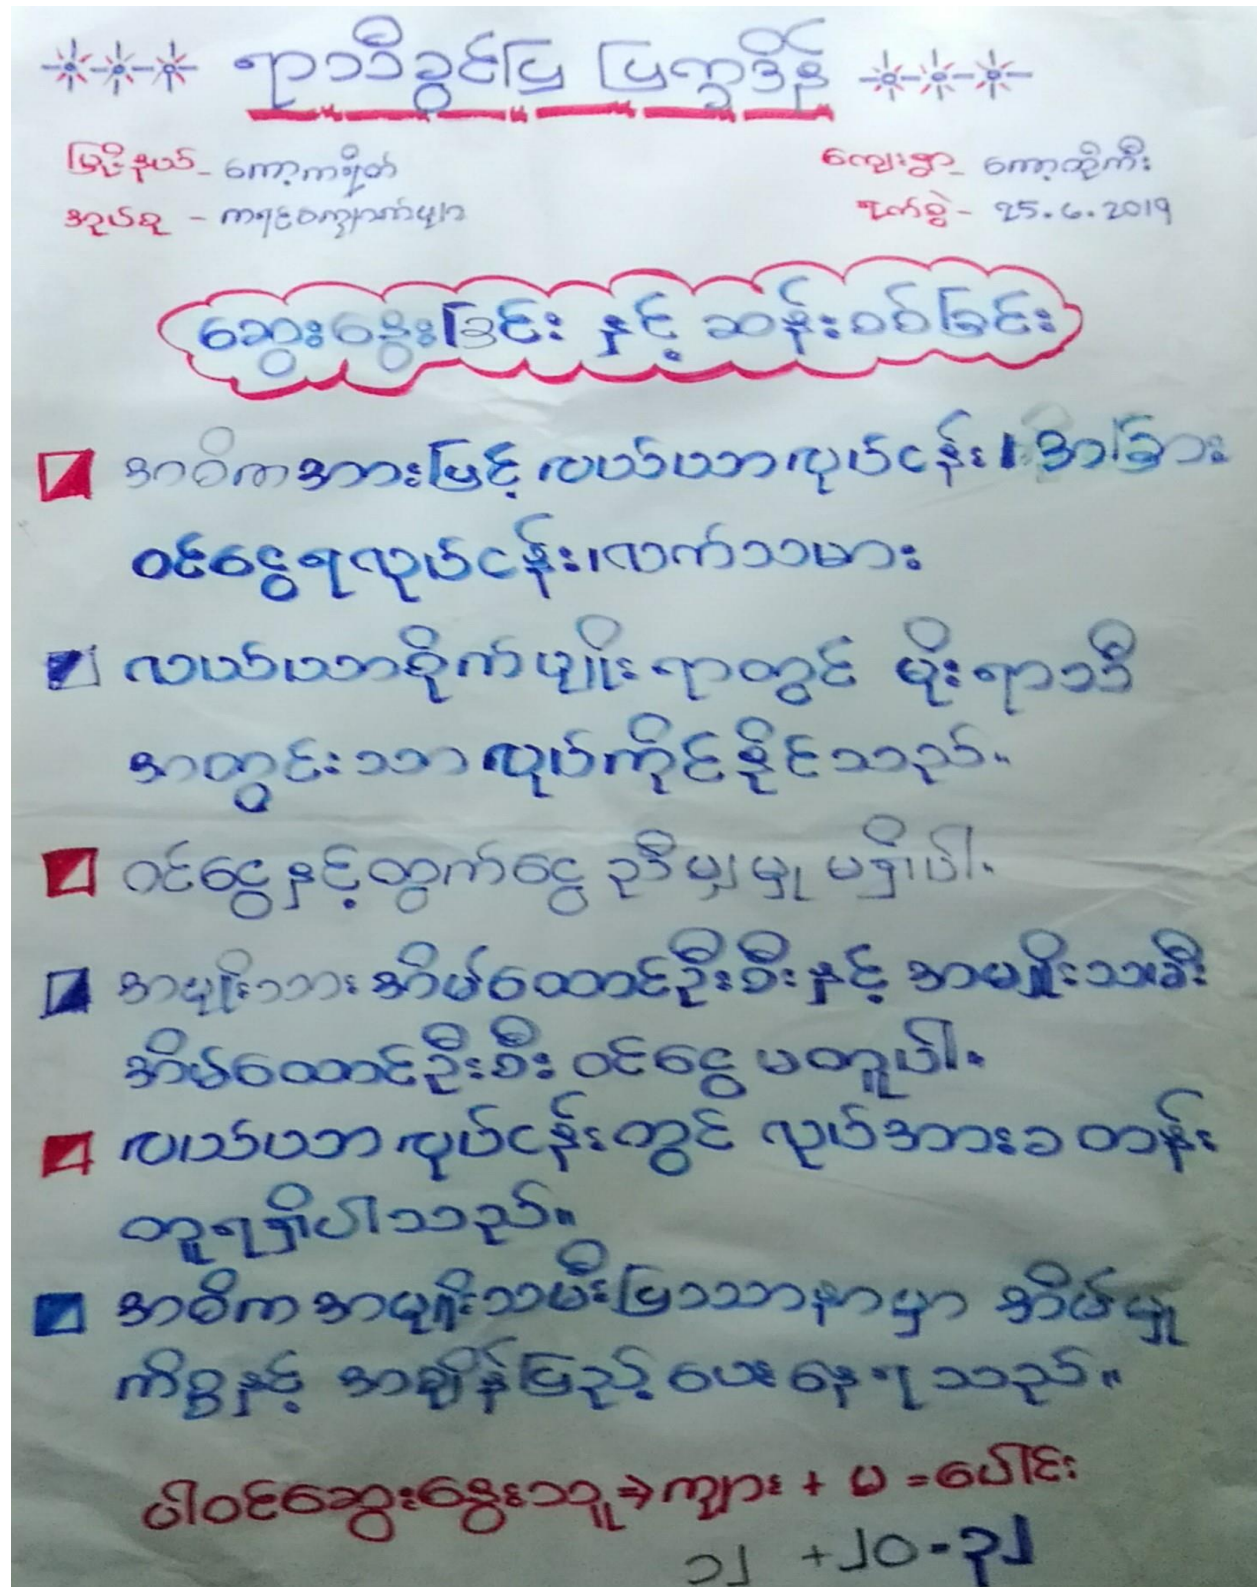 ရာသီခွင်ပြ ပြက္ခဒိန်
မြို့နယ် - ကော့ကရိတ်
ကျေးရွာ - ကော့ထိုကီး
အုပ်စု -
ရက်စွဲ - 25.6.2019
ဆွေးနွေးခြင်း နှင့် ဆန်းစစ်ခြင်း
အဓိကအားဖြင့် လယ်ယာလုပ်ငန်း၊ အခြား
ဝင်ငွေရလုပ်ငန်း၊ လက်သမား
လယ်ယာစိုက်ပျိုးရာတွင် မိုးရာသီ
အတွင်းသာ လုပ်ကိုင်နိုင်သည်။
ဝင်ငွေနှင့်ထွက်ငွေ ညီမျှမှု မရှိပါ။
အမျိုးသား အိမ်ထောင်ဦးစီးနှင့် အမျိုးသမီး
အိမ်ထောင်ဦးစီး ဝင်ငွေ မတူပါ။
လယ်ယာလုပ်ငန်းတွင် လုပ်အားခ တန်း
တူရရှိပါသည်။
အဓိက အမျိုးသမီးပြဿနာမှာ အိမ်မှု
ကိစ္စနှင့် အချိန်ပြည့် ပေးနေရသည်။
ပါဝင်ဆွေးနွေးသူ ⇒ ကျား + မ = ပေါင်း
၁၂ + ၂၀ = ၃၂